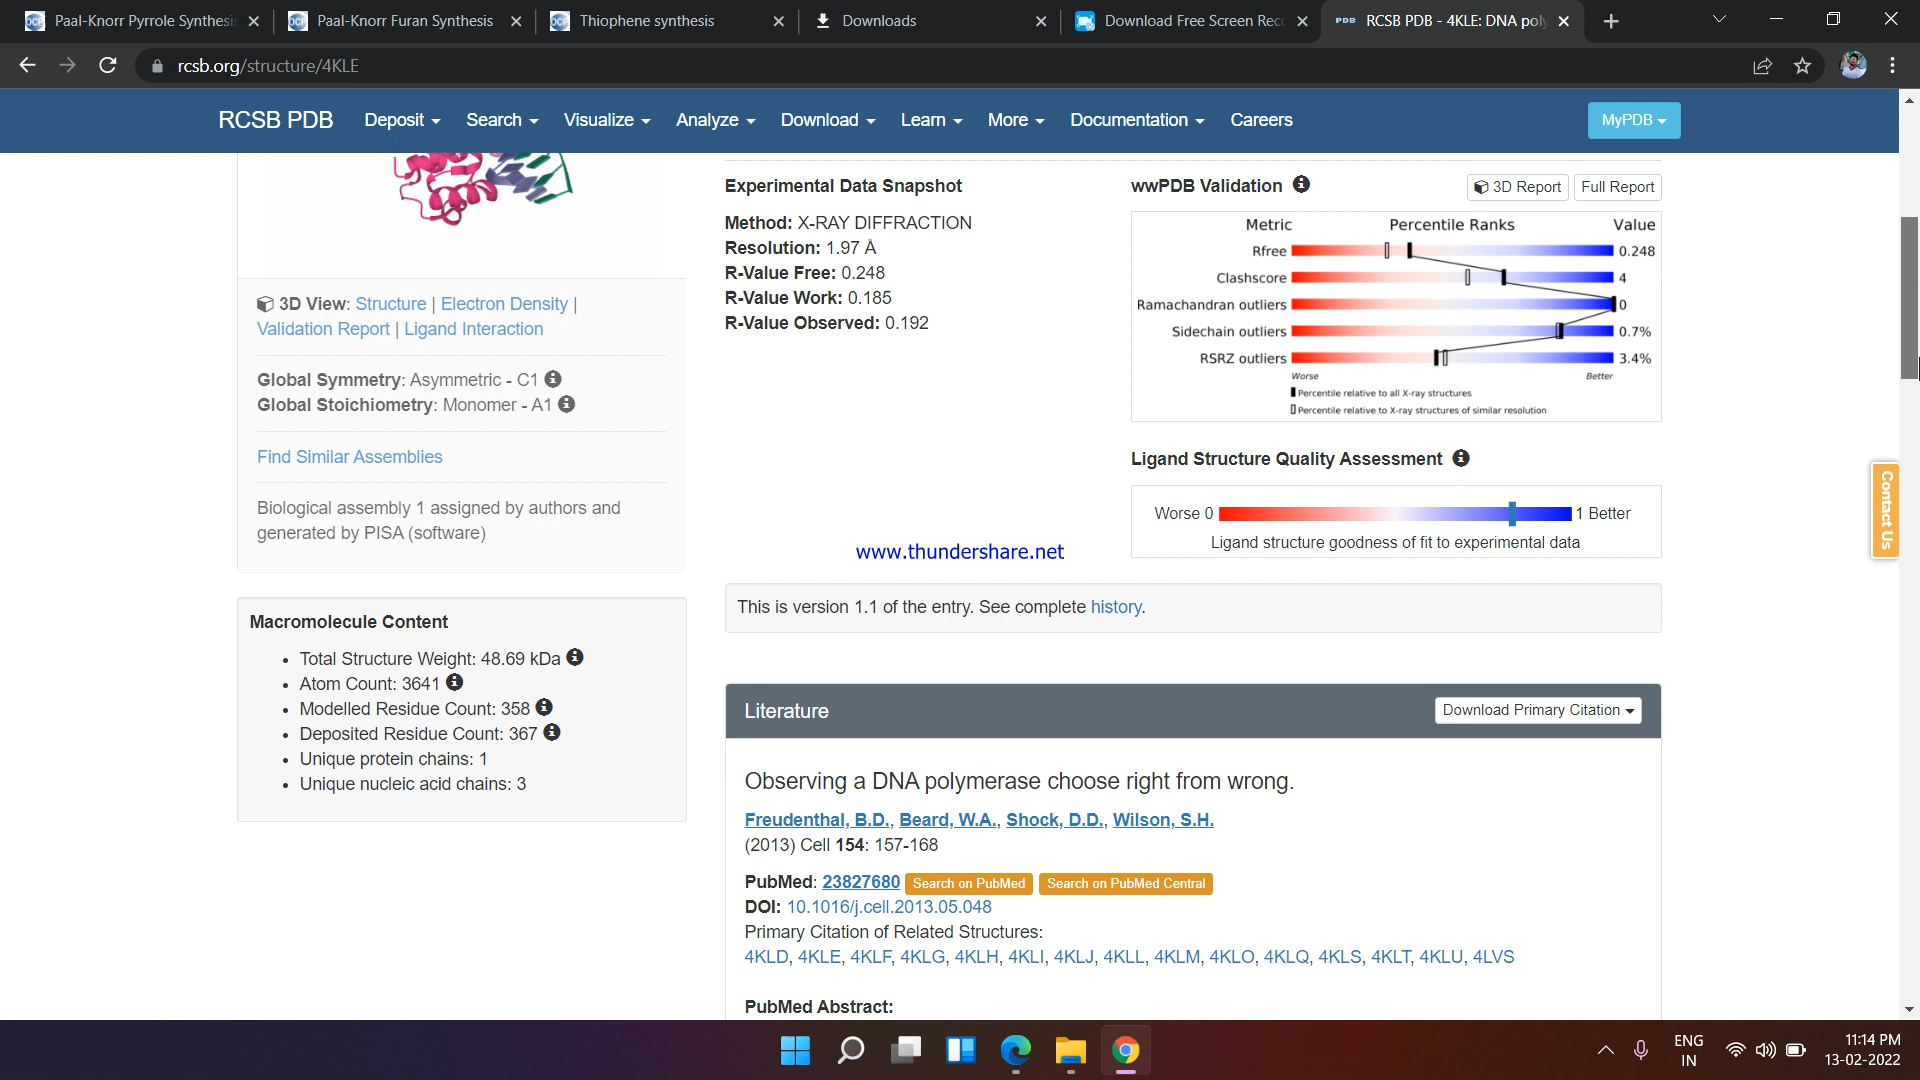 Paal-Knorr Pyrrole Synthesis
Paal-Knorr Furan Synthesis
Thiophene synthesis
Downloads
Download Free Screen Rec
PDB RCSB PDB - 4KLE: DNA pol
rcsb.org/structure/4KLE
RCSB PDB
Deposit
Search
Visualize
Analyze
Download
Learn
More
Documentation
Careers
MyPDB
3D View: Structure | Electron Density |
Validation Report | Ligand Interaction
Global Symmetry: Asymmetric - C1
Global Stoichiometry: Monomer - A1
Find Similar Assemblies
Biological assembly 1 assigned by authors and
generated by PISA (software)
Macromolecule Content
Total Structure Weight: 48.69 kDa
Atom Count: 3641
Modelled Residue Count: 358
Deposited Residue Count: 367
Unique protein chains: 1
Unique nucleic acid chains: 3
Experimental Data Snapshot
Method: X-RAY DIFFRACTION
Resolution: 1.97 Å
R-Value Free: 0.248
R-Value Work: 0.185
R-Value Observed: 0.192
wwPDB Validation
3D Report
Full Report
Metric Percentile Ranks Value
Rfree 0.248
Clashscore 4
Ramachandran outliers 0
Sidechain outliers 0.7%
RSRZ outliers 3.4%
Worse Better
Percentile relative to all X-ray structures
Percentile relative to X-ray structures of similar resolution
Ligand Structure Quality Assessment
Worse 0 1 Better
Ligand structure goodness of fit to experimental data
www.thundershare.net
Contact Us
This is version 1.1 of the entry. See complete history.
Literature
Download Primary Citation
Observing a DNA polymerase choose right from wrong.
Freudenthal, B.D., Beard, W.A., Shock, D.D., Wilson, S.H.
(2013) Cell 154: 157-168
PubMed: 23827680 Search on PubMed Search on PubMed Central
DOI: 10.1016/j.cell.2013.05.048
Primary Citation of Related Structures:
4KLD, 4KLE, 4KLF, 4KLG, 4KLH, 4KLI, 4KLJ, 4KLL, 4KLM, 4KLO, 4KLQ, 4KLS, 4KLT, 4KLU, 4LVS
PubMed Abstract:
ENG
IN
11:14 PM
13-02-2022